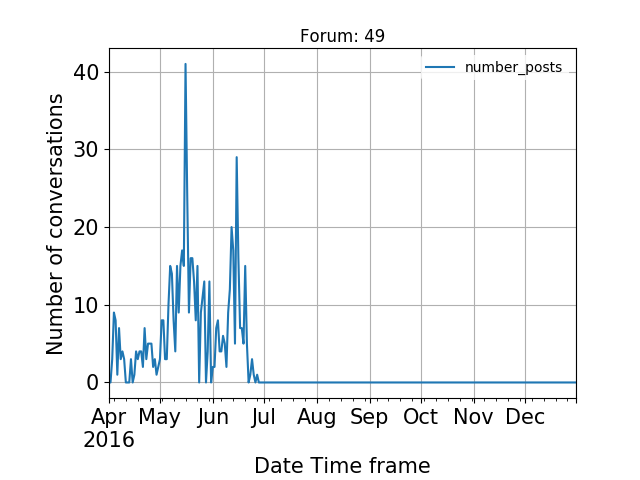 Forum: 49
number_posts
Number of conversations
40
30
20
10
0
Apr May Jun Jul Aug Sep Oct Nov Dec
2016
Date Time frame